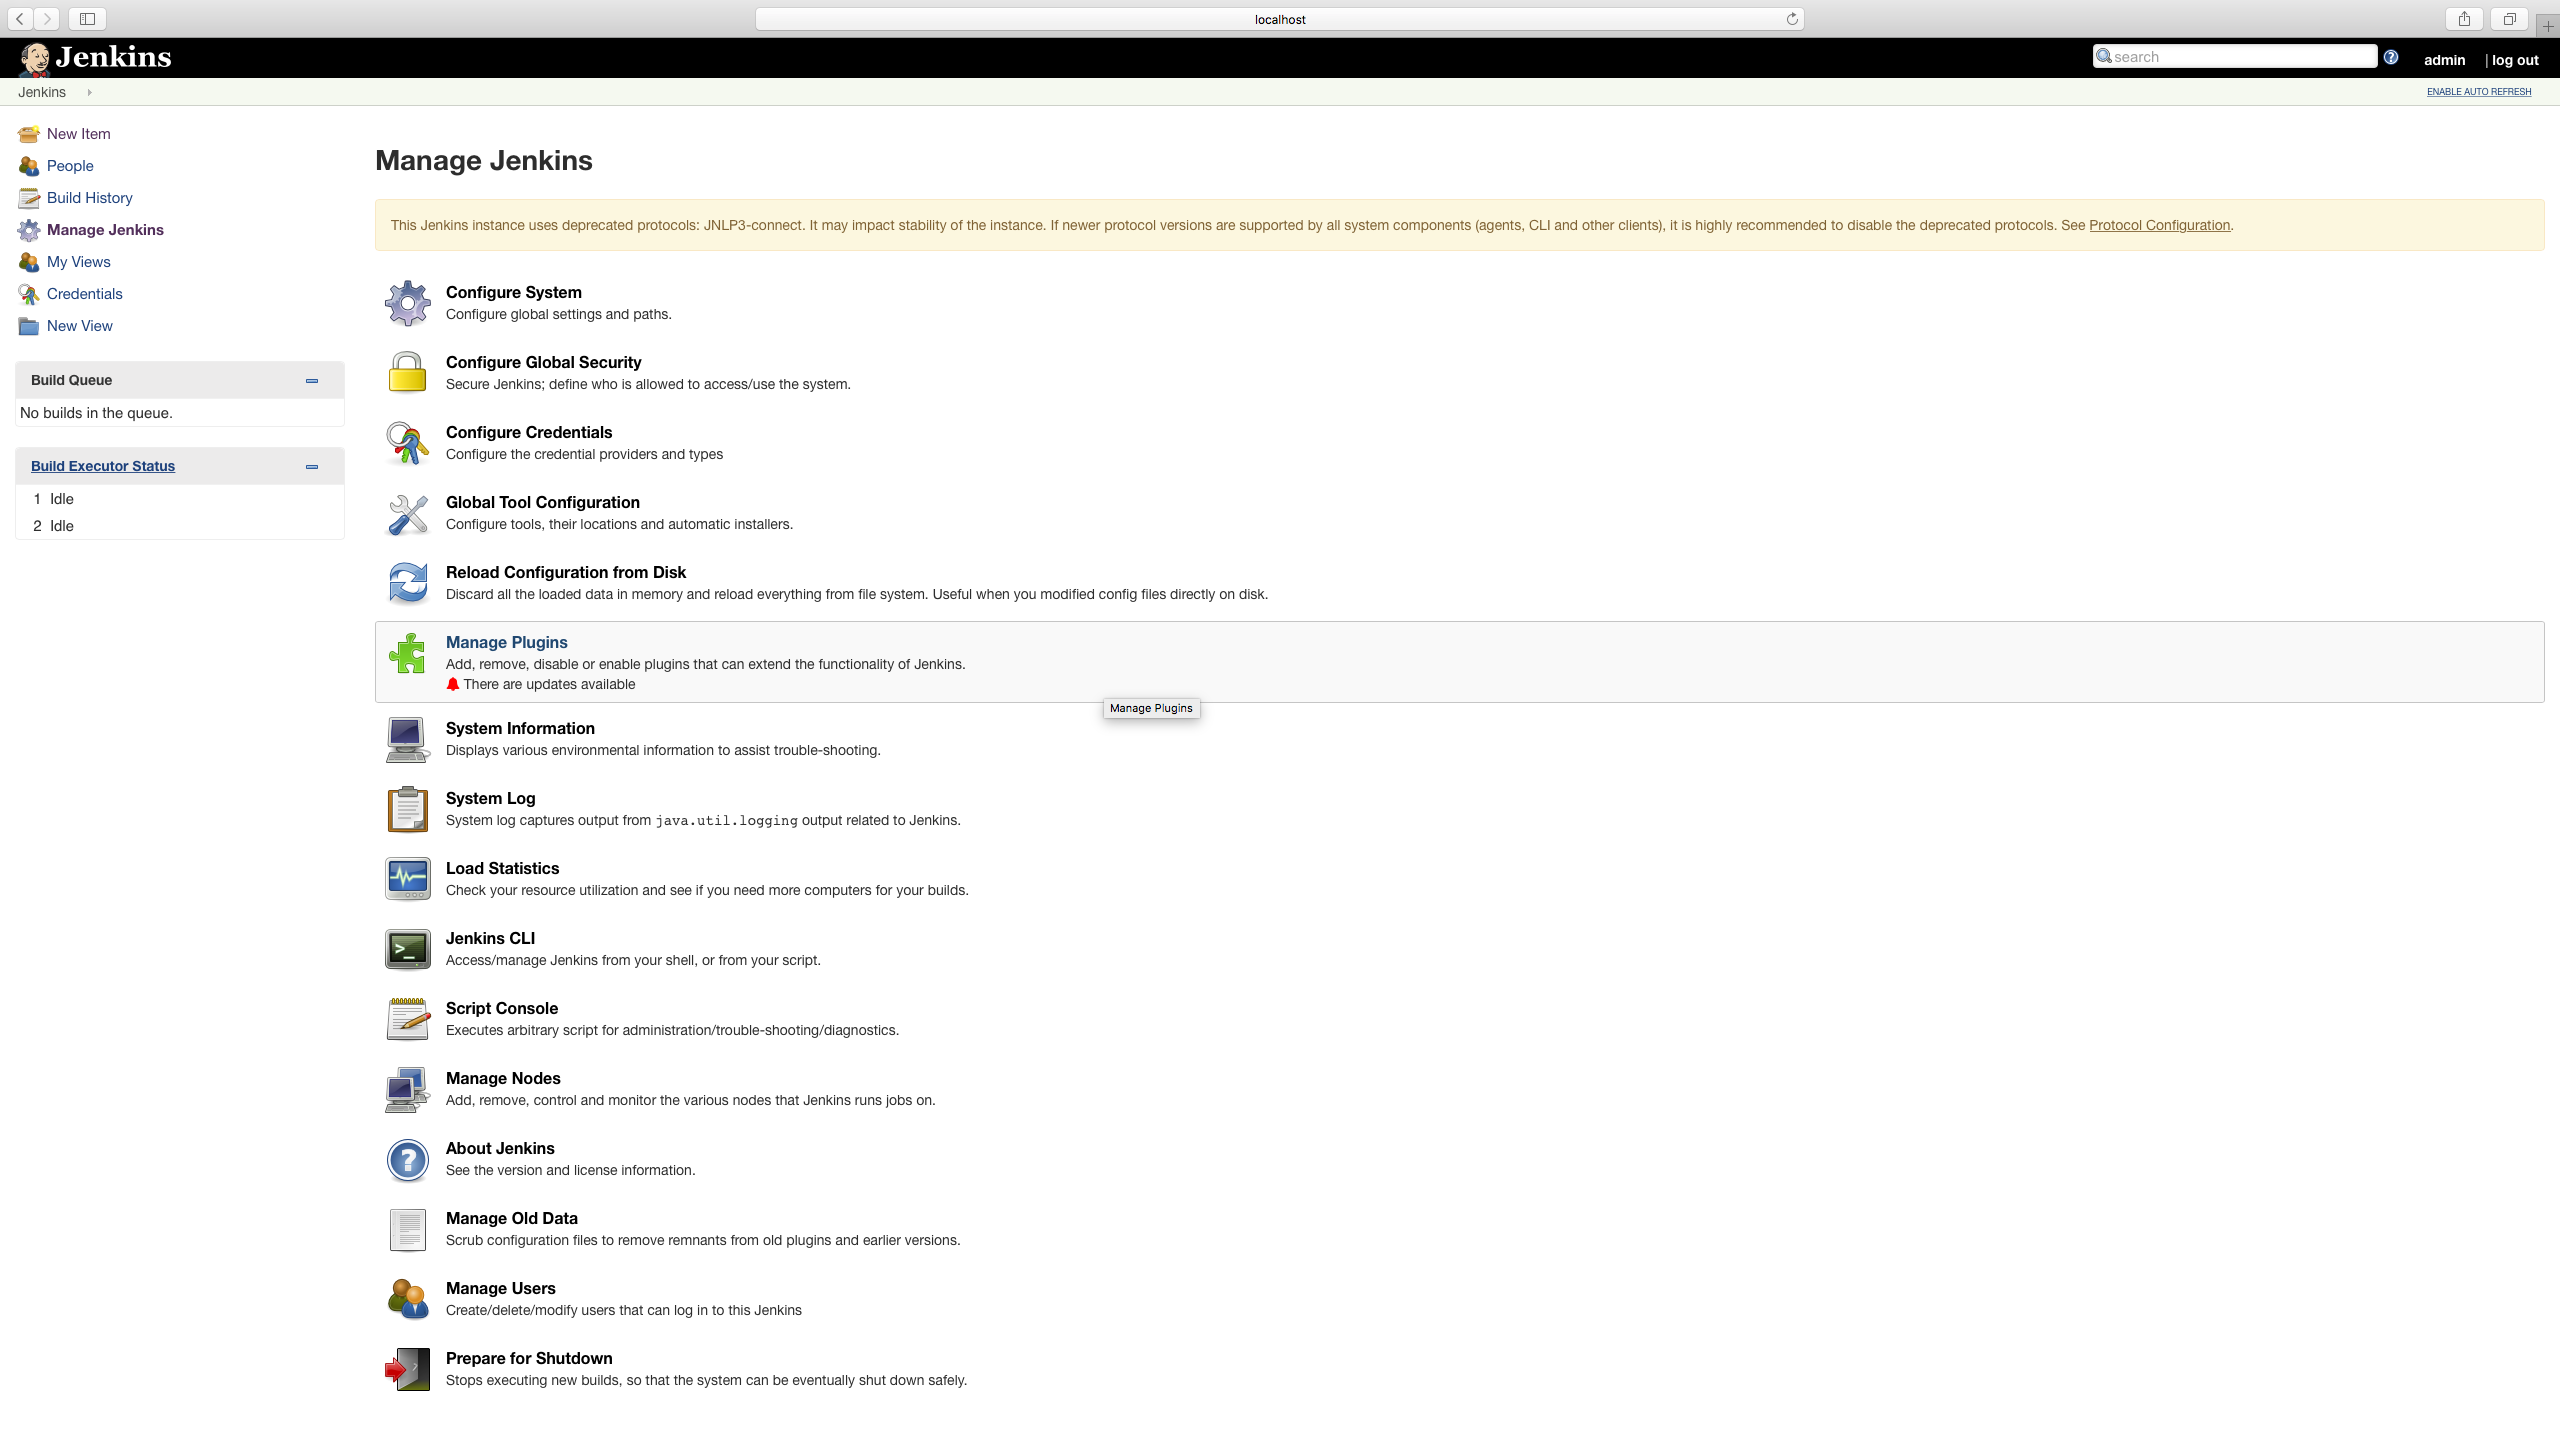 localhost
Jenkins
search
admin
| log out
Jenkins
ENABLE AUTO REFRESH
New Item
People
Build History
Manage Jenkins
My Views
Credentials
New View
Build Queue
No builds in the queue.
Build Executor Status
1 Idle
2 Idle
Manage Jenkins
This Jenkins instance uses deprecated protocols: JNLP3-connect. It may impact stability of the instance. If newer protocol versions are supported by all system components (agents, CLI and other clients), it is highly recommended to disable the deprecated protocols. See Protocol Configuration.
Configure System
Configure global settings and paths.
Configure Global Security
Secure Jenkins; define who is allowed to access/use the system.
Configure Credentials
Configure the credential providers and types
Global Tool Configuration
Configure tools, their locations and automatic installers.
Reload Configuration from Disk
Discard all the loaded data in memory and reload everything from file system. Useful when you modified config files directly on disk.
Manage Plugins
Add, remove, disable or enable plugins that can extend the functionality of Jenkins.
There are updates available
Manage Plugins
System Information
Displays various environmental information to assist trouble-shooting.
System Log
System log captures output from java.util.logging output related to Jenkins.
Load Statistics
Check your resource utilization and see if you need more computers for your builds.
Jenkins CLI
Access/manage Jenkins from your shell, or from your script.
Script Console
Executes arbitrary script for administration/trouble-shooting/diagnostics.
Manage Nodes
Add, remove, control and monitor the various nodes that Jenkins runs jobs on.
About Jenkins
See the version and license information.
Manage Old Data
Scrub configuration files to remove remnants from old plugins and earlier versions.
Manage Users
Create/delete/modify users that can log in to this Jenkins
Prepare for Shutdown
Stops executing new builds, so that the system can be eventually shut down safely.